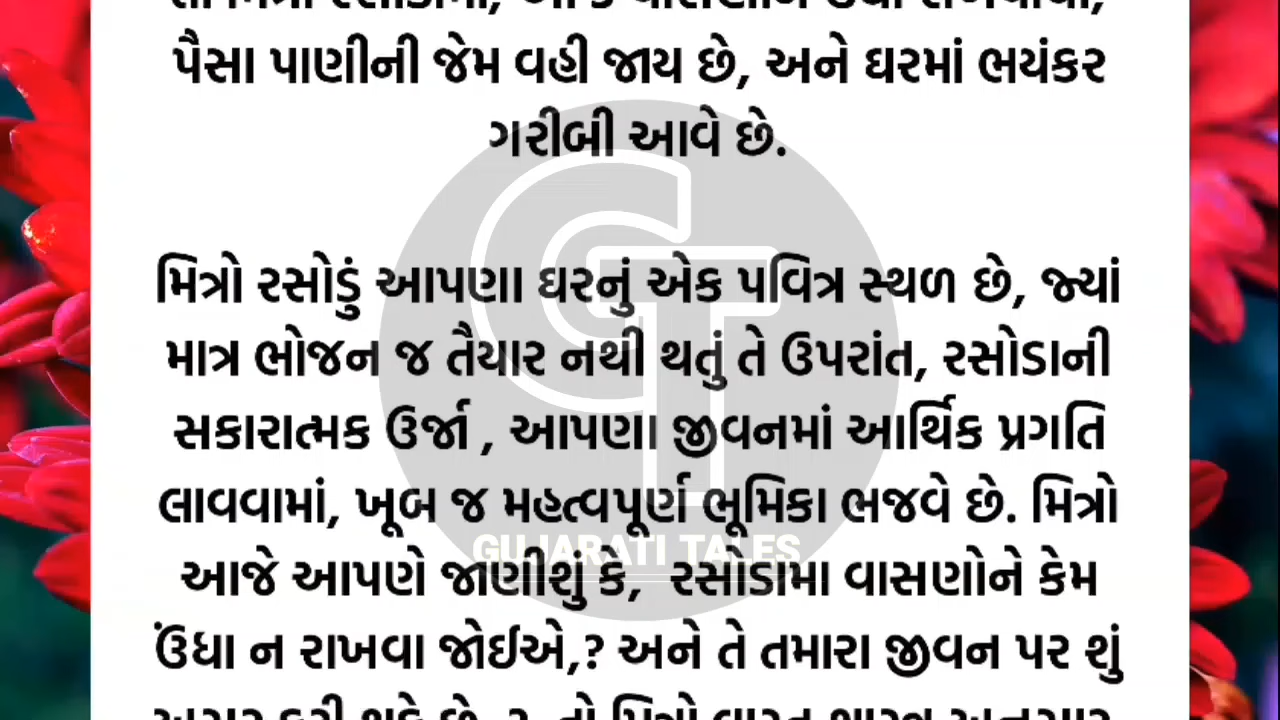 પૈસા પાણીની જેમ વહી જાય છે, અને ઘરમાં ભયંકર
ગરીબી આવે છે.
મિત્રો રસોડું આપણા ઘરનું એક પવિત્ર સ્થળ છે, જ્યાં
માત્ર ભોજન જ તૈયાર નથી થતું તે ઉપરાંત, રસોડાની
સકારાત્મક ઉર્જા , આપણા જીવનમાં આર્થિક પ્રગતિ
લાવવામાં, ખૂબ જ મહત્વપૂર્ણ ભૂમિકા ભજવે છે. મિત્રો
GUJARATI TALES
આજે આપણે જાણીશું કે, રસોડામા વાસણોને કેમ
ઉંધા ન રાખવા જોઈએ,? અને તે તમારા જીવન પર શું